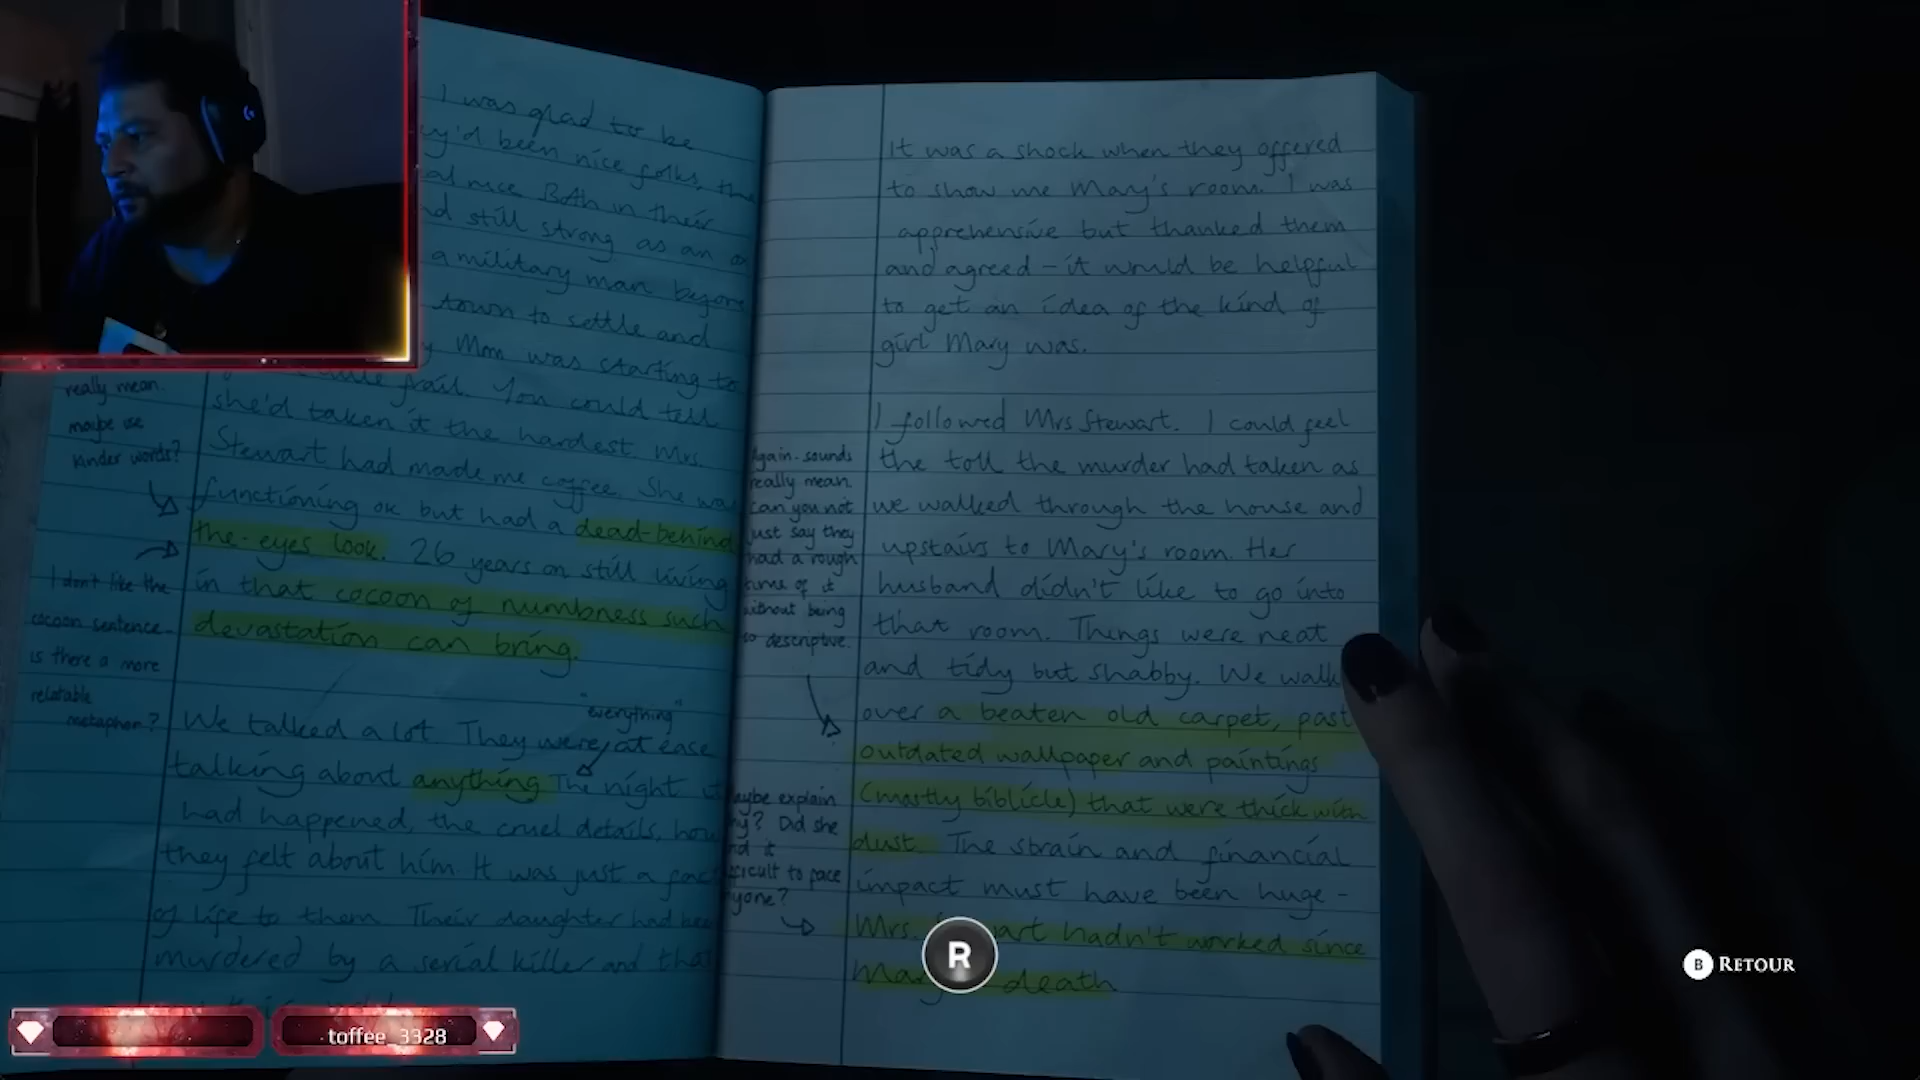 I was glad to be
been nice folks, the
nice. Both in their
still strong as an
a military man before
town to settle and
Mom was starting to
frail. You could tell
she'd taken it the hardest. Mrs.
Stewart had made me coffee. She was
functioning ok but had a dead-behind
the-eyes look. 26 years on still living
in that cocoon of numbness such
devastation can bring.
really mean.
maybe use
kinder words?
I don't like the
cocoon sentence-
is there a more
relatable
metaphor?
"everything"
We talked a lot. They were at ease
talking about anything. The night it
had happened, the cruel details, how
they felt about him. It was just a fact
of life to them. Their daughter had been
murdered by a serial killer and that
It was a shock when they offered
to show me Mary's room. I was
apprehensive but thanked them
and agreed - it would be helpful
to get an idea of the kind of
girl Mary was.
I followed Mrs Stewart. I could feel
the toll the murder had taken as
we walked through the house and
upstairs to Mary's room. Her
husband didn't like to go into
that room. Things were neat
and tidy but shabby. We walk
over a beaten old carpet, past
outdated wallpaper and paintings
(mostly biblicle) that were thick with
dust. The strain and financial
impact must have been huge -
Mrs. hadn't worked since
death
Again-sounds
really mean.
can you not
just say they
had a rough
time of it
without being
so descriptive.
explain
Did she
it
to face
R
B RETOUR
toffee_3328